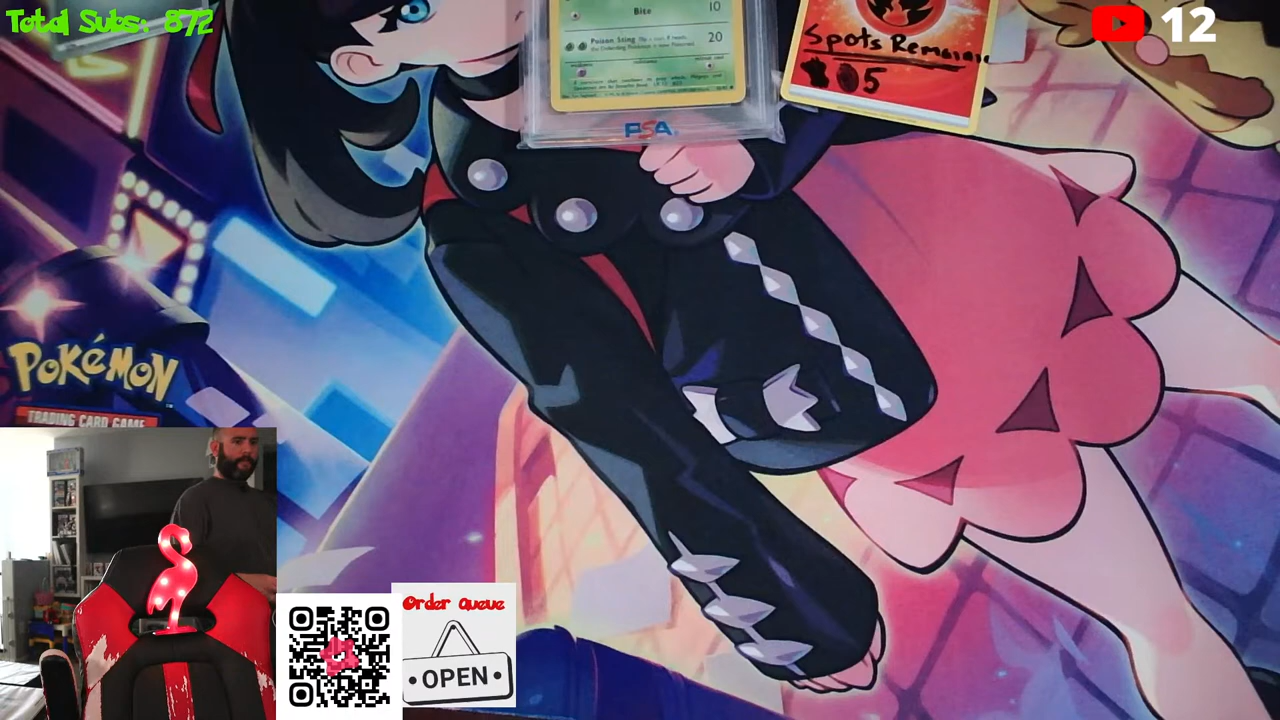 Total Subs: 872
Bite 10
Poison Sting 20
12
Spots Remainin
5
PSA
POKéMON
TRADING CARD GAME
Order Queue
OPEN